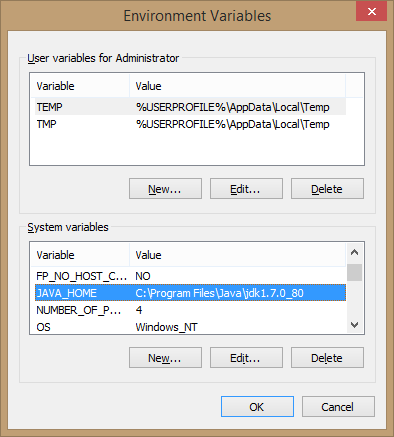 Environment Variables
User variables for Administrator
Variable Value
TEMP %USERPROFILE%\AppData\Local\Temp
TMP %USERPROFILE%\AppData\Local\Temp
New... Edit... Delete
System variables
Variable Value
FP_NO_HOST_C... NO
JAVA_HOME C:\Program Files\Java\jdk1.7.0_80
NUMBER_OF_P... 4
OS Windows_NT
New... Edit... Delete
OK Cancel